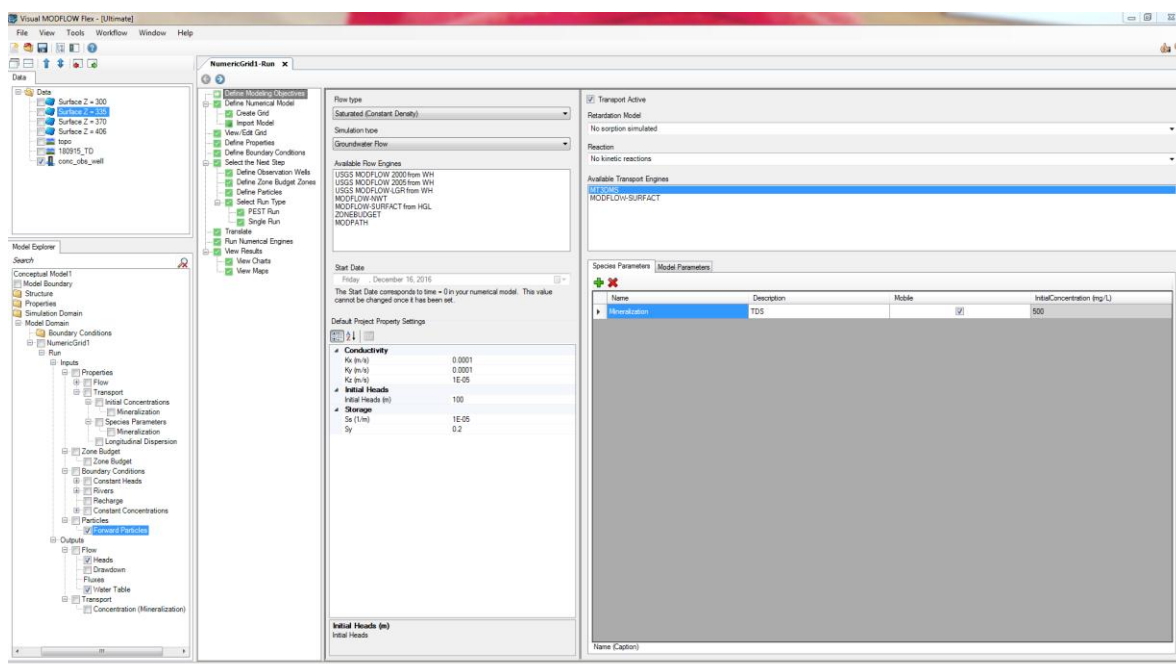 Visual MODFLOW Flex - [Ultimate]
File View Tools Workflow Window Help
Data
Data
Surface Z = 300
Surface Z = 335
Surface Z = 370
Surface Z = 406
topo
180915_TD
conc_obs_well
Model Explorer
Search
Conceptual Model1
Model Boundary
Structure
Properties
Simulation Domain
Model Domain
Boundary Conditions
NumericGrid1
Run
Inputs
Properties
Flow
Transport
Initial Concentrations
Mineralization
Species Parameters
Mineralization
Longitudinal Dispersion
Zone Budget
Zone Budget
Boundary Conditions
Constant Heads
Rivers
Recharge
Constant Concentrations
Particles
Forward Particles
Outputs
Flow
Heads
Drawdown
Fluxes
Water Table
Transport
Concentration (Mineralization)
NumericGrid1-Run x
Define Modeling Objectives
Define Numerical Model
Create Grid
Import Model
View/Edit Grid
Define Properties
Define Boundary Conditions
Select the Next Step
Define Observation Wells
Define Zone Budget Zones
Define Particles
Select Run Type
PEST Run
Single Run
Translate
Run Numerical Engines
View Results
View Charts
View Maps
Flow type
Saturated (Constant Density)
Simulation type
Groundwater Flow
Available Flow Engines
USGS MODFLOW 2000 from WH
USGS MODFLOW 2005 from WH
USGS MODFLOW-LGR from WH
MODFLOW-NWT
MODFLOW-SURFACT from HGL
ZONEBUDGET
MODPATH
Start Date
Friday , December 16, 2016
The Start Date corresponds to time = 0 in your numerical model. This value
cannot be changed once it has been set.
Default Project Property Settings
Conductivity
Kx (m/s) 0.0001
Ky (m/s) 0.0001
Kz (m/s) 1E-05
Initial Heads
Initial Heads (m) 100
Storage
Ss (1/m) 1E-05
Sy 0.2
Initial Heads (m)
Initial Heads
Transport Active
Retardation Model
No sorption simulated
Reaction
No kinetic reactions
Available Transport Engines
MT3DMS
MODFLOW-SURFACT
Species Parameters Model Parameters
Name Description Mobile InitialConcentration (mg/L)
Mineralization TDS 500
Name (Caption)